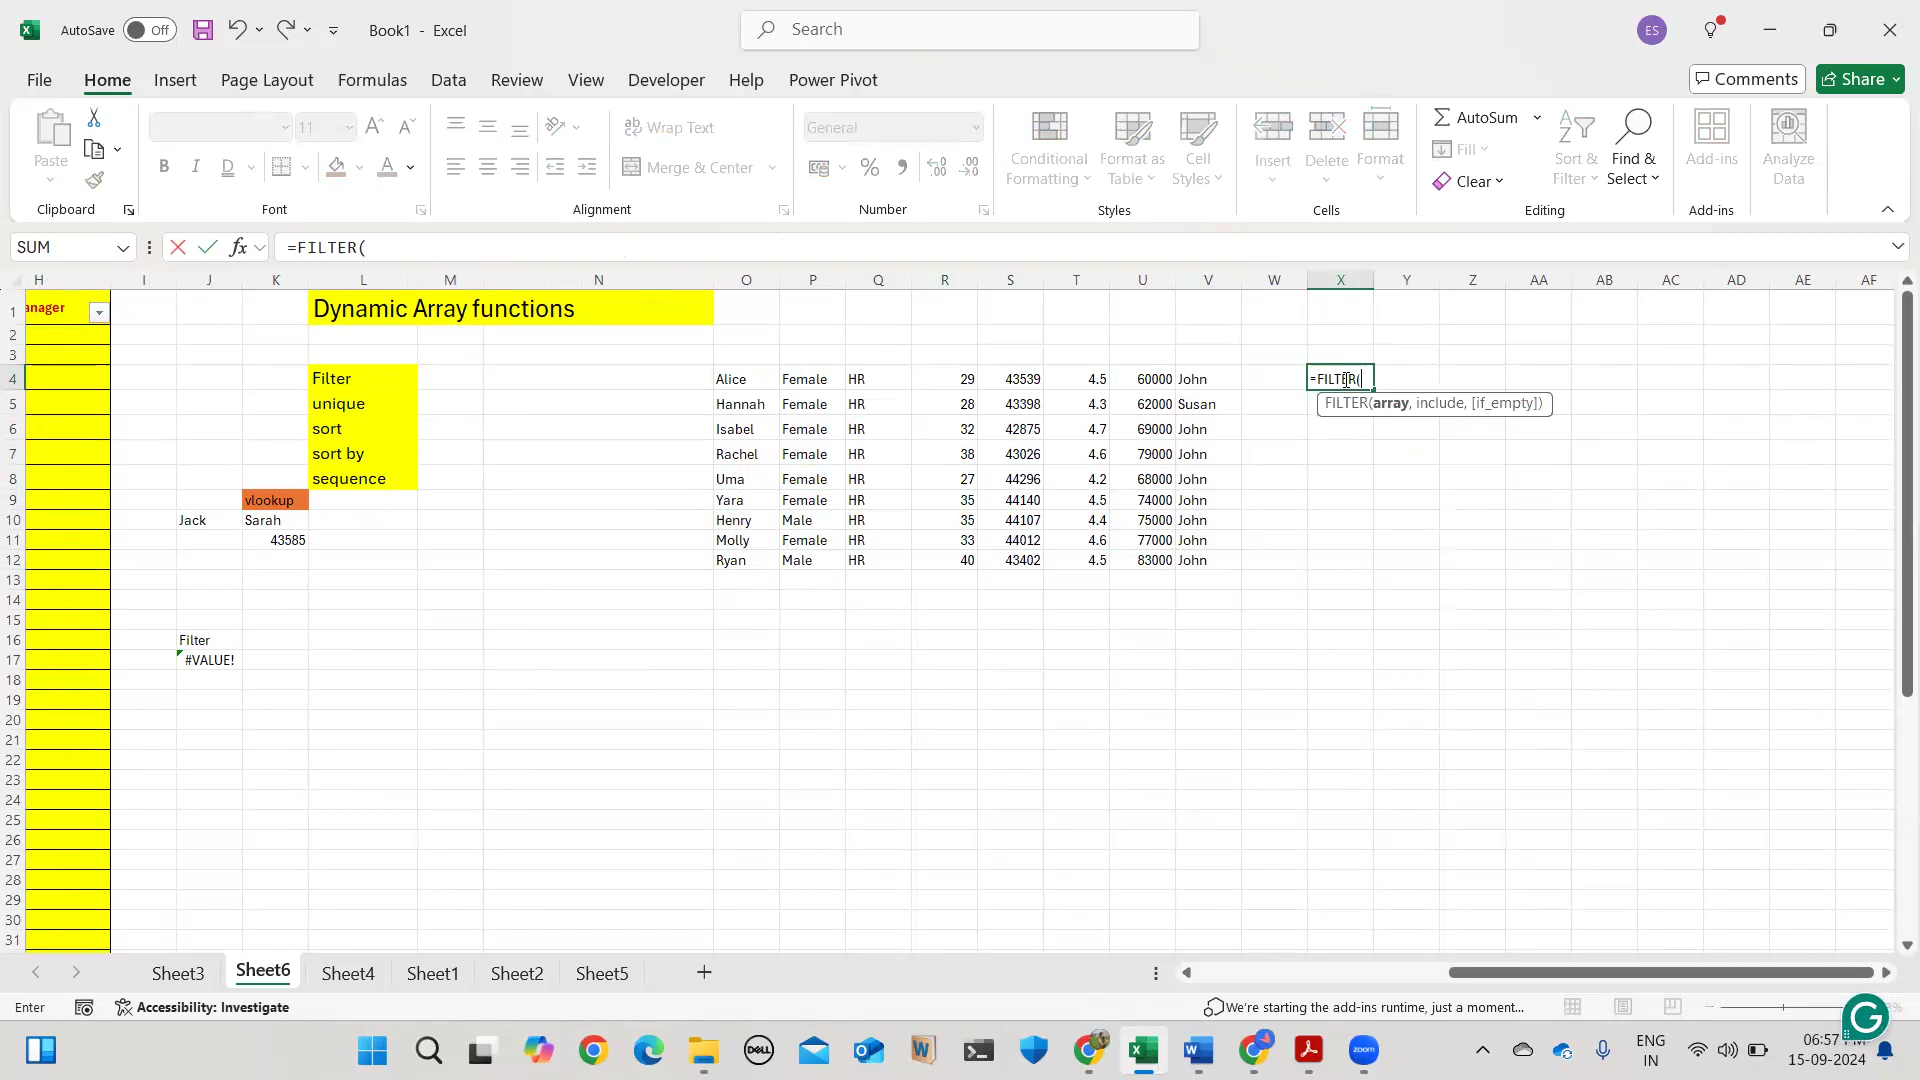 AutoSave Off Book1 - Excel Search ES
File Home Insert Page Layout Formulas Data Review View Developer Help Power Pivot Comments Share
Paste 11 Wrap Text General Conditional Formatting Format as Table Cell Styles Insert Delete Format AutoSum Fill Clear Sort & Filter Find & Select Add-ins Analyze Data
B I D Merge & Center
Clipboard Font Alignment Number Styles Cells Editing Add-ins
SUM fx =FILTER(
H I J K L M N O P Q R S T U V W X Y Z AA AB AC AD AE AF
1 anager Dynamic Array functions
2
3
4 Filter Alice Female HR 29 43539 4.5 60000 John =FILTER(
5 unique Hannah Female HR 28 43398 4.3 62000 Susan FILTER(array, include, [if_empty])
6 sort Isabel Female HR 32 42875 4.7 69000 John
7 sort by Rachel Female HR 38 43026 4.6 79000 John
8 sequence Uma Female HR 27 44296 4.2 68000 John
9 vlookup Yara Female HR 35 44140 4.5 74000 John
10 Jack Sarah Henry Male HR 35 44107 4.4 75000 John
11 43585 Molly Female HR 33 44012 4.6 77000 John
12 Ryan Male HR 40 43402 4.5 83000 John
13
14
15
16 Filter
17 #VALUE!
18
19
20
21
22
23
24
25
26
27
28
29
30
31
Sheet3 Sheet6 Sheet4 Sheet1 Sheet2 Sheet5
Enter Accessibility: Investigate We're starting the add-ins runtime, just a moment...
DELL W zoom ENG IN 06:57 15-09-2024